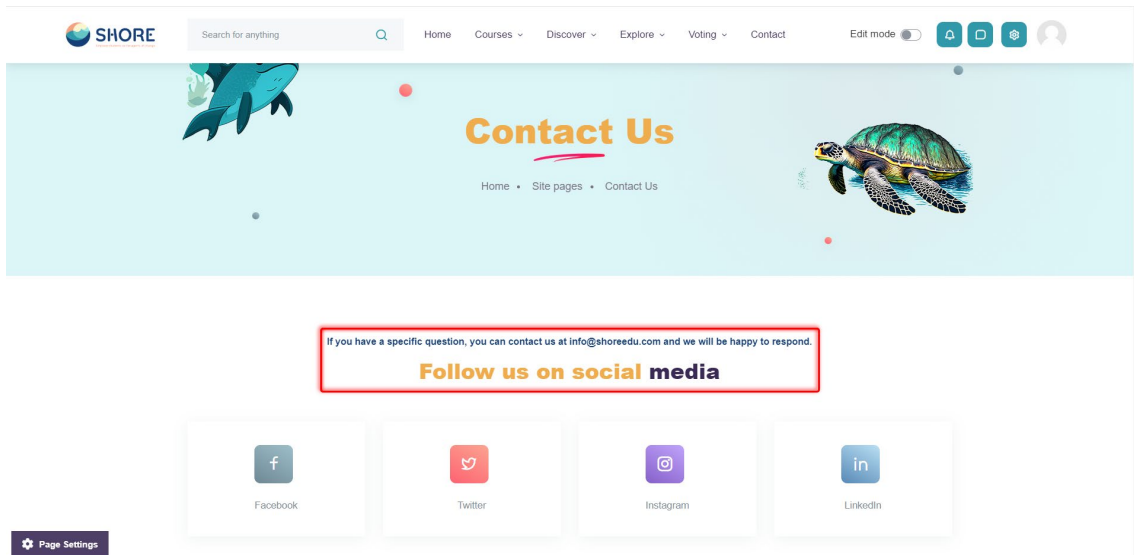 SHORE
Search for anything
Home Courses Discover Explore Voting Contact
Edit mode
Contact Us
Home • Site pages • Contact Us
If you have a specific question, you can contact us at info@shoreedu.com and we will be happy to respond.
Follow us on social media
Facebook Twitter Instagram LinkedIn
Page Settings